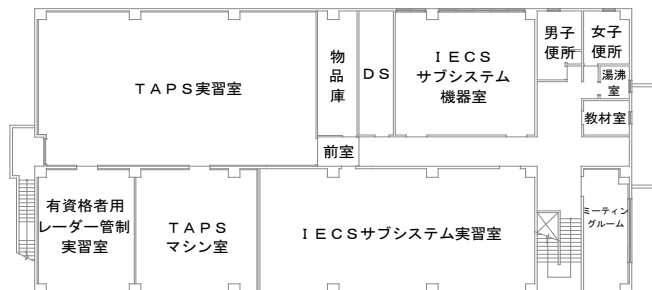 男子
便所
女子
便所
物
品
庫
ＤＳ
ＩＥＣＳ
サブシステム
機器室
ＴＡＰＳ実習室
湯沸
室
教材室
前室
有資格者用
レーダー管制
実習室
ＴＡＰＳ
マシン室
ＩＥＣＳサブシステム実習室
ミーティン
グルーム